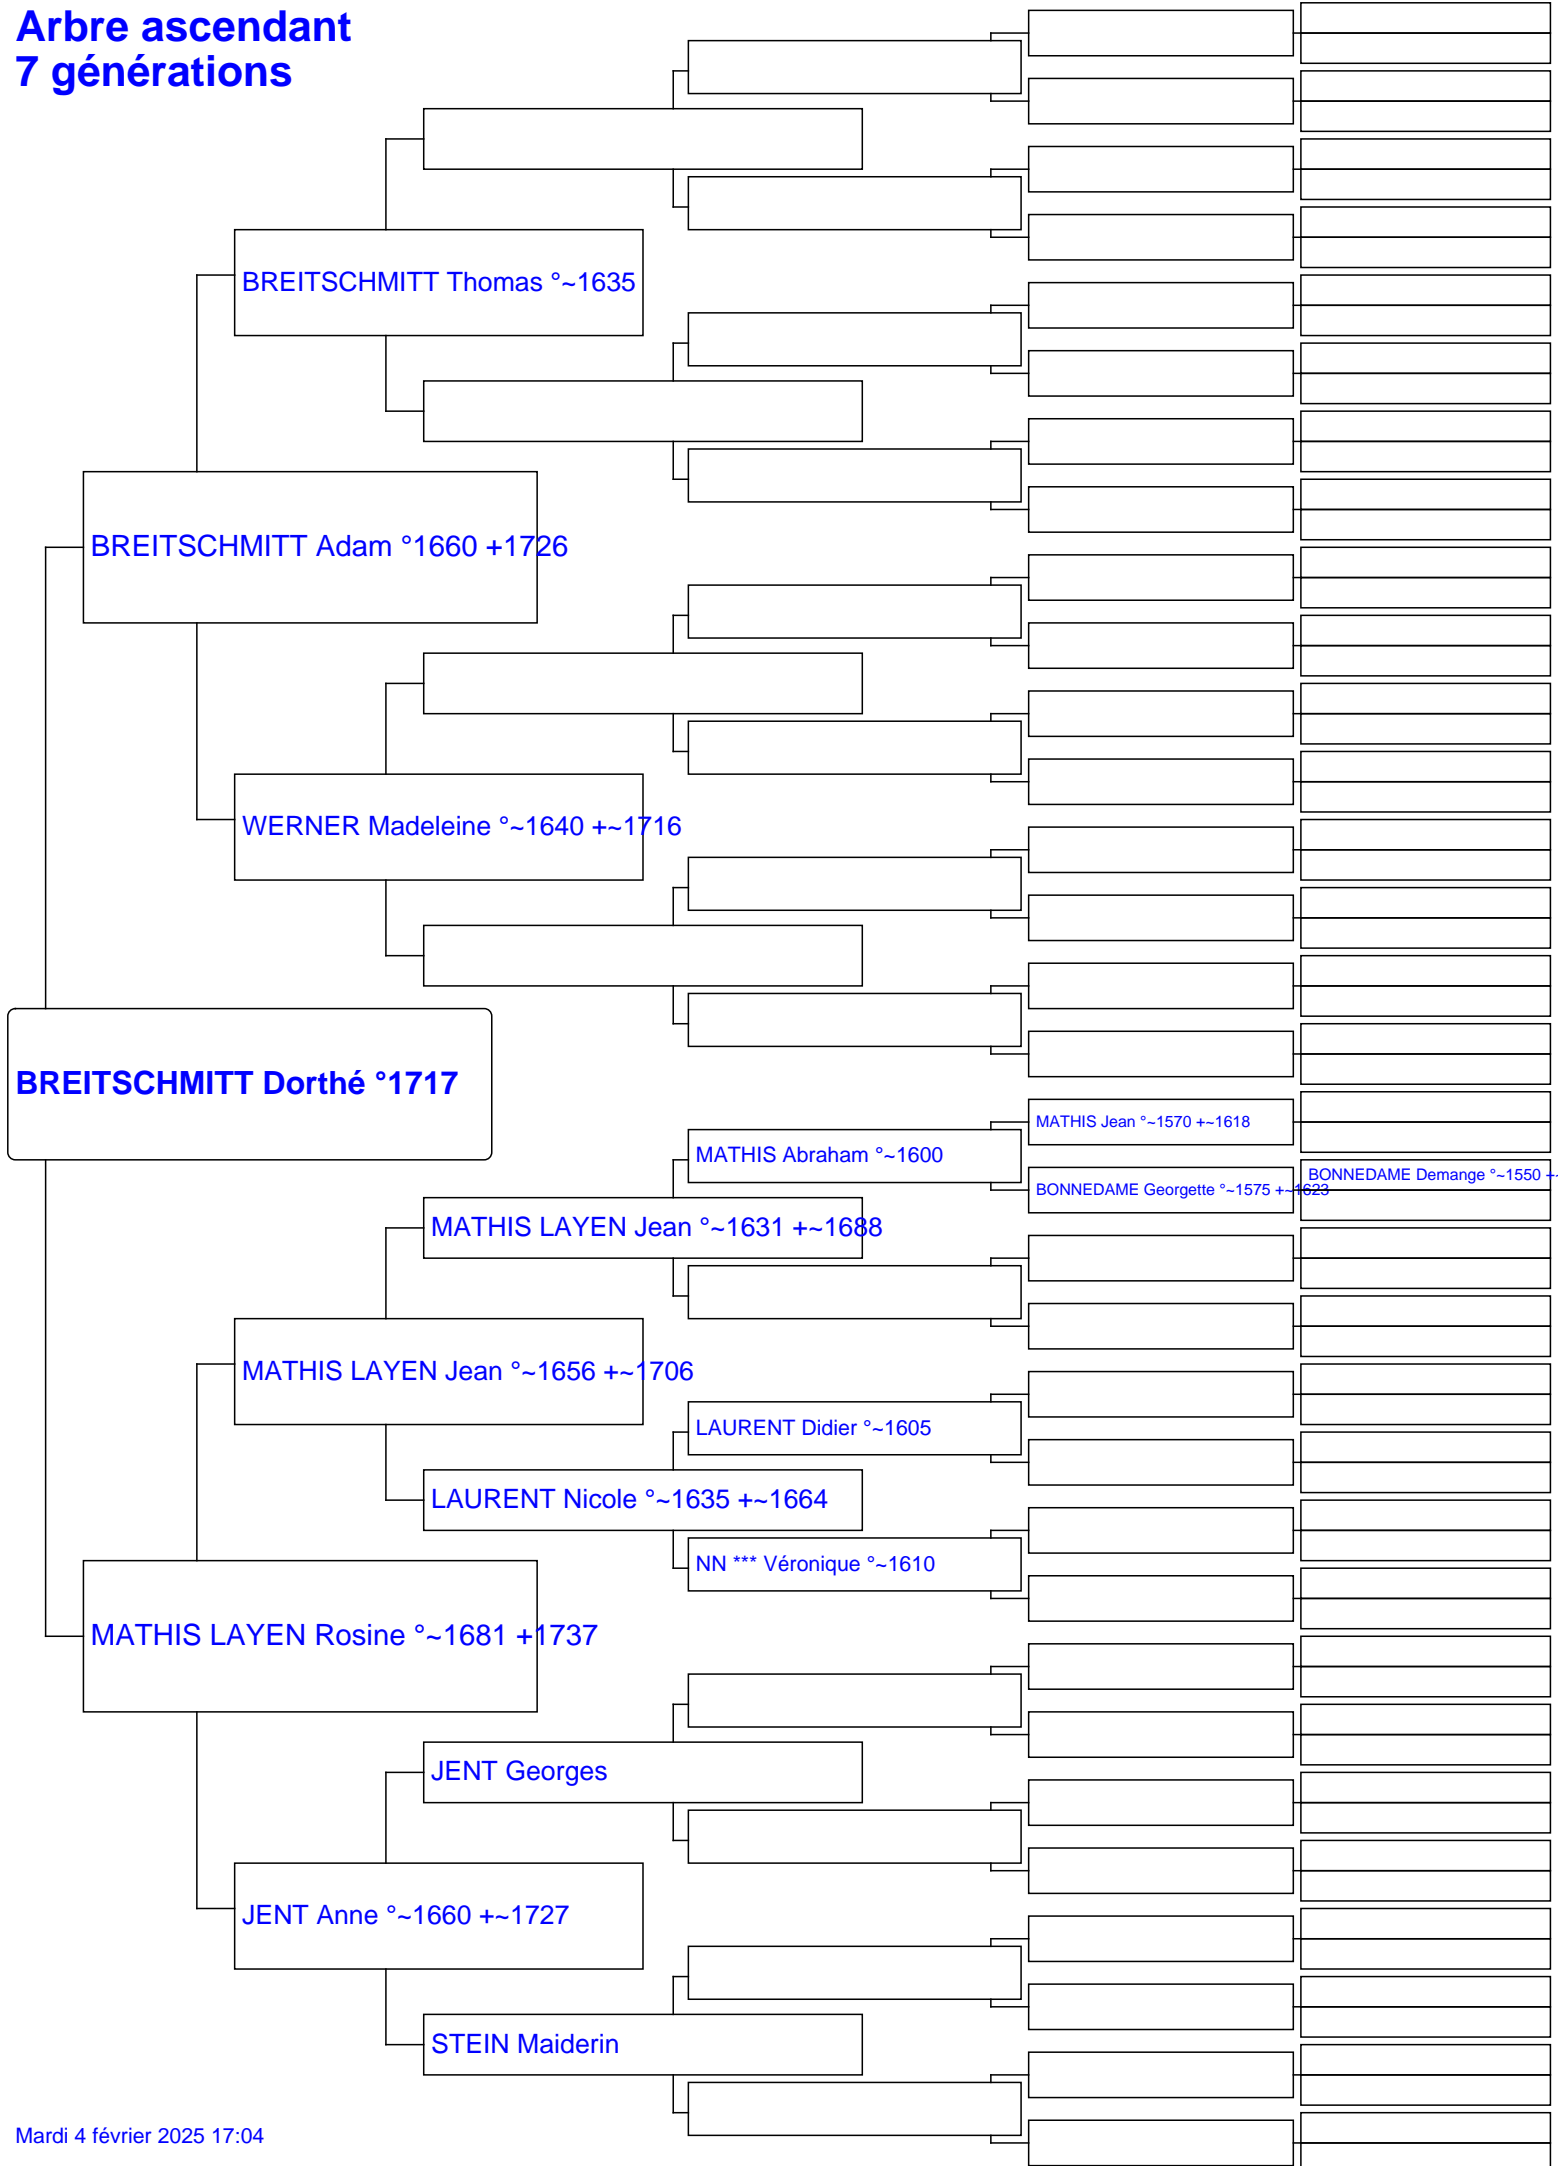 Arbre ascendant
7 générations
BREITSCHMITT Thomas °~1635
BREITSCHMITT Adam °1660 +1726
WERNER Madeleine °~1640 +~1716
BREITSCHMITT Dorthé °1717
MATHIS Jean °~1570 +~1618
MATHIS Abraham °~1600
BONNEDAME Demange °~1550 +~
BONNEDAME Georgette °~1575 +~1623
MATHIS LAYEN Jean °~1631 +~1688
MATHIS LAYEN Jean °~1656 +~1706
LAURENT Didier °~1605
LAURENT Nicole °~1635 +~1664
NN *** Véronique °~1610
MATHIS LAYEN Rosine °~1681 +1737
JENT Georges
JENT Anne °~1660 +~1727
STEIN Maiderin
Mardi 4 février 2025 17:04